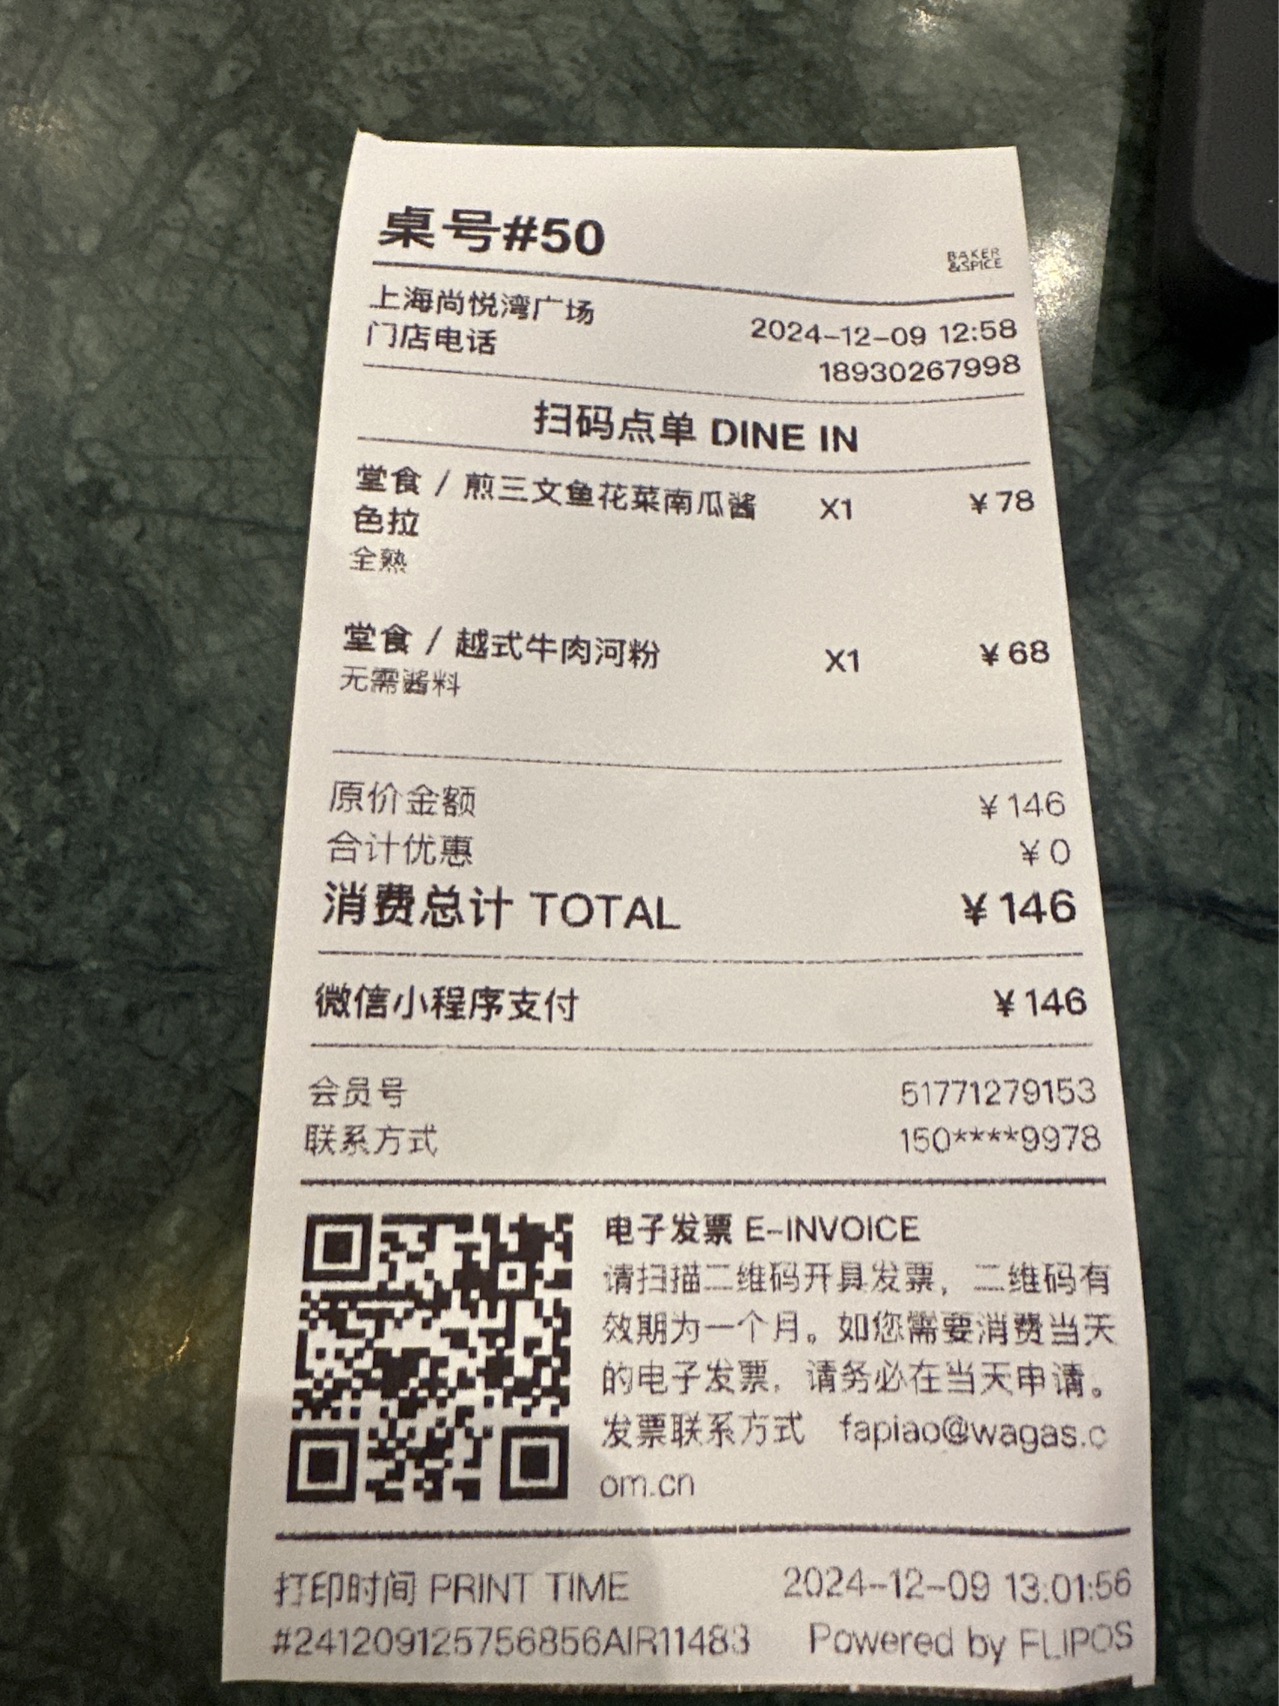 桌号#50
BAKER
&SPICE
上海尚悦湾广场 2024-12-09 12:58
门店电话 18930267998
扫码点单 DINE IN
堂食 / 煎三文鱼花菜南瓜酱 X1 ¥78
色拉
全熟
堂食 / 越式牛肉河粉 X1 ¥68
无需酱料
原价金额 ¥146
合计优惠 ¥0
消费总计 TOTAL ¥146
微信小程序支付 ¥146
会员号 51771279153
联系方式 150****9978
电子发票 E-INVOICE
请扫描二维码开具发票，二维码有
效期为一个月。如您需要消费当天
的电子发票，请务必在当天申请。
发票联系方式 fapiao@wagas.c
om.cn
打印时间 PRINT TIME 2024-12-09 13:01:56
#241209125756856AIR11483 Powered by FLIPOS